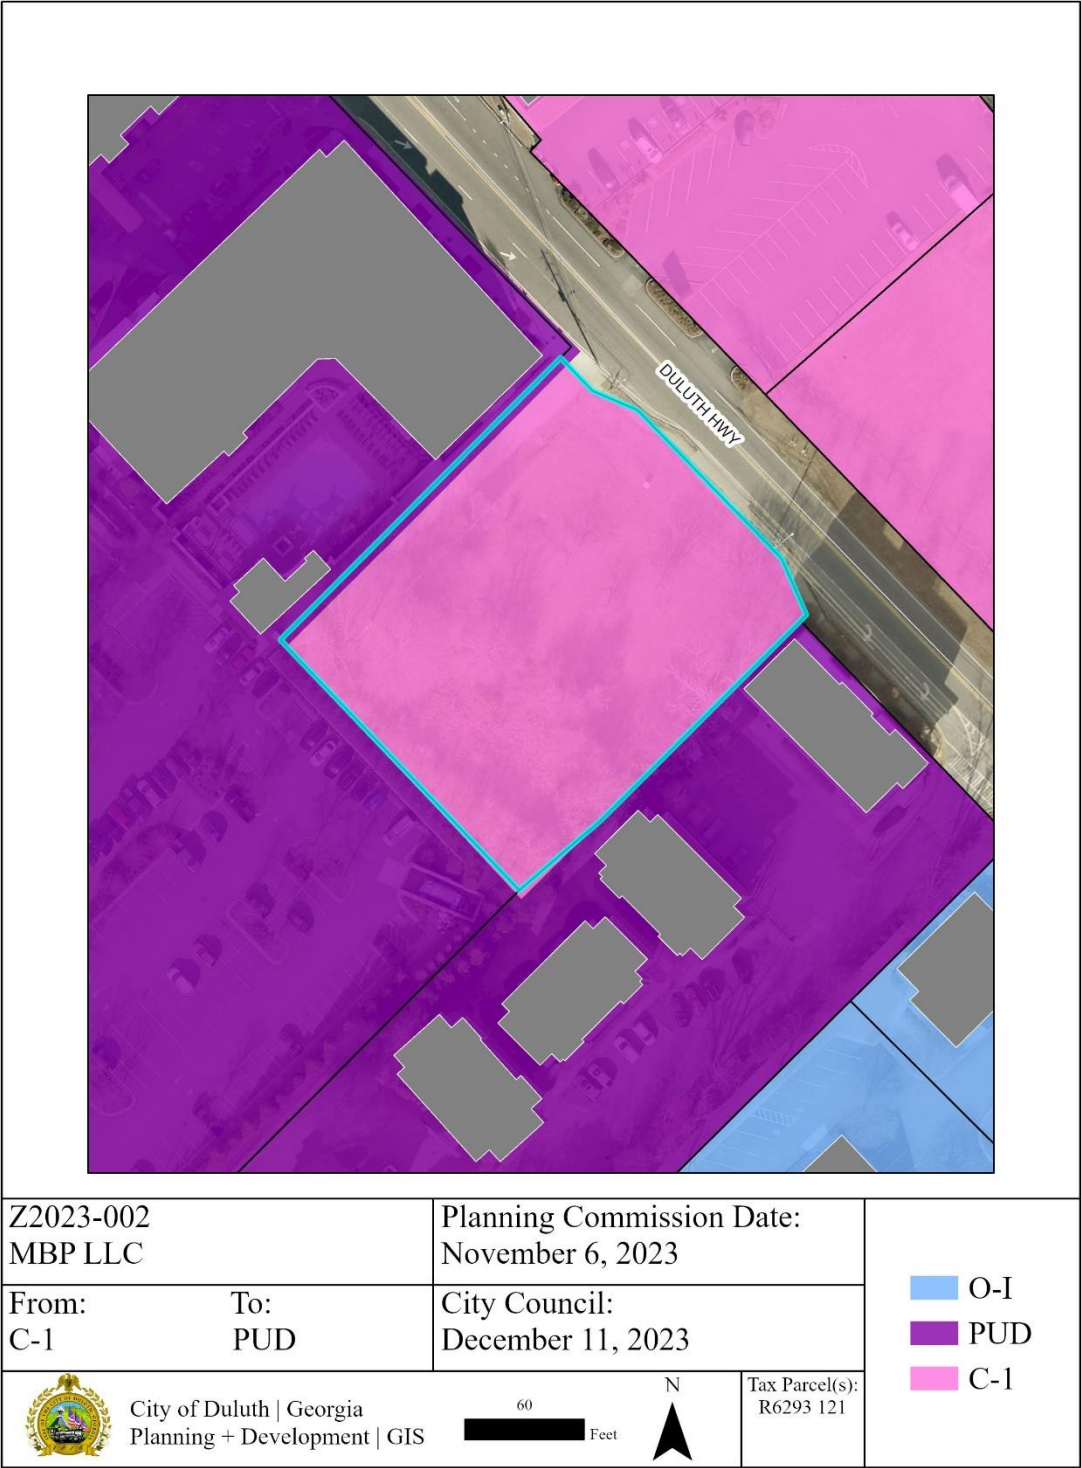 DULUTH HWY
Z2023-002
MBP LLC
Planning Commission Date:
November 6, 2023
From: To:
C-1 PUD
City Council:
December 11, 2023
O-I
PUD
C-1
City of Duluth | Georgia
Planning + Development | GIS
60
Feet
N
Tax Parcel(s):
R6293 121